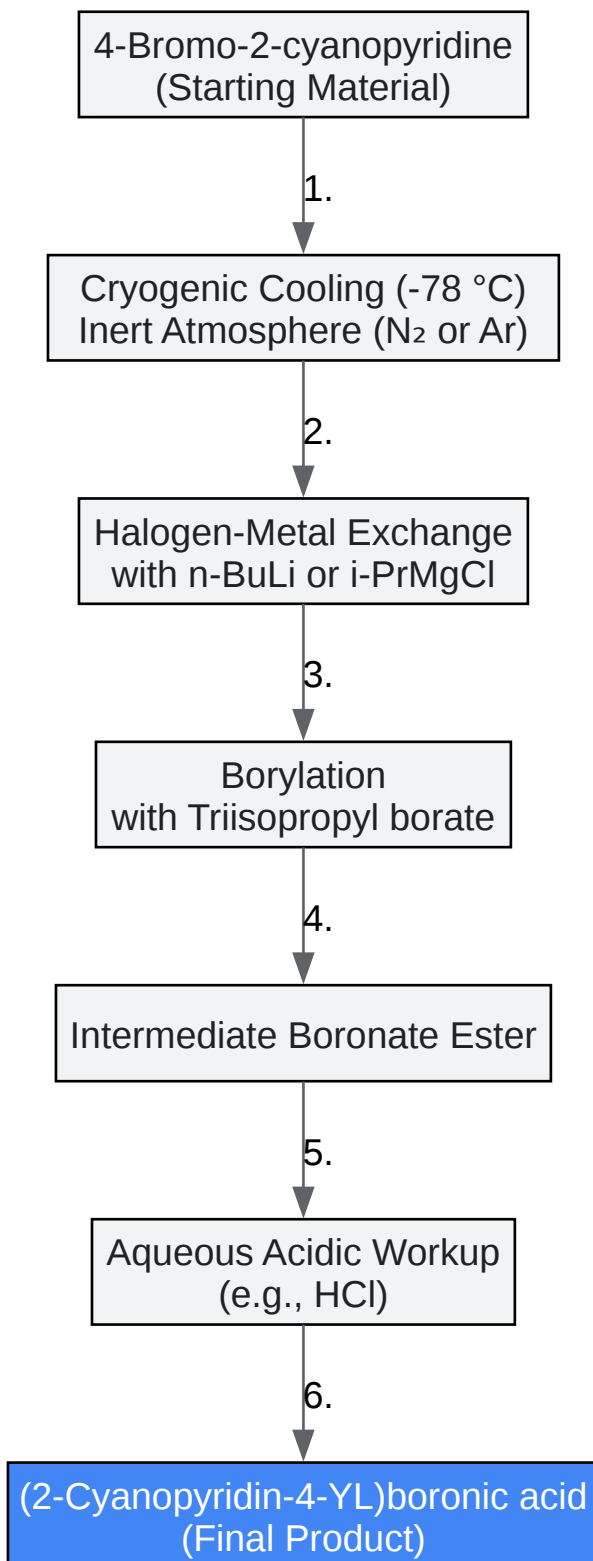 4-Bromo-2-cyanopyridine
(Starting Material)
1.
Cryogenic Cooling (-78 °C)
Inert Atmosphere (N₂ or Ar)
2.
Halogen-Metal Exchange
with n-BuLi or i-PrMgCl
3.
Borylation
with Triisopropyl borate
4.
Intermediate Boronate Ester
5.
Aqueous Acidic Workup
(e.g., HCl)
6.
(2-Cyanopyridin-4-YL)boronic acid
(Final Product)